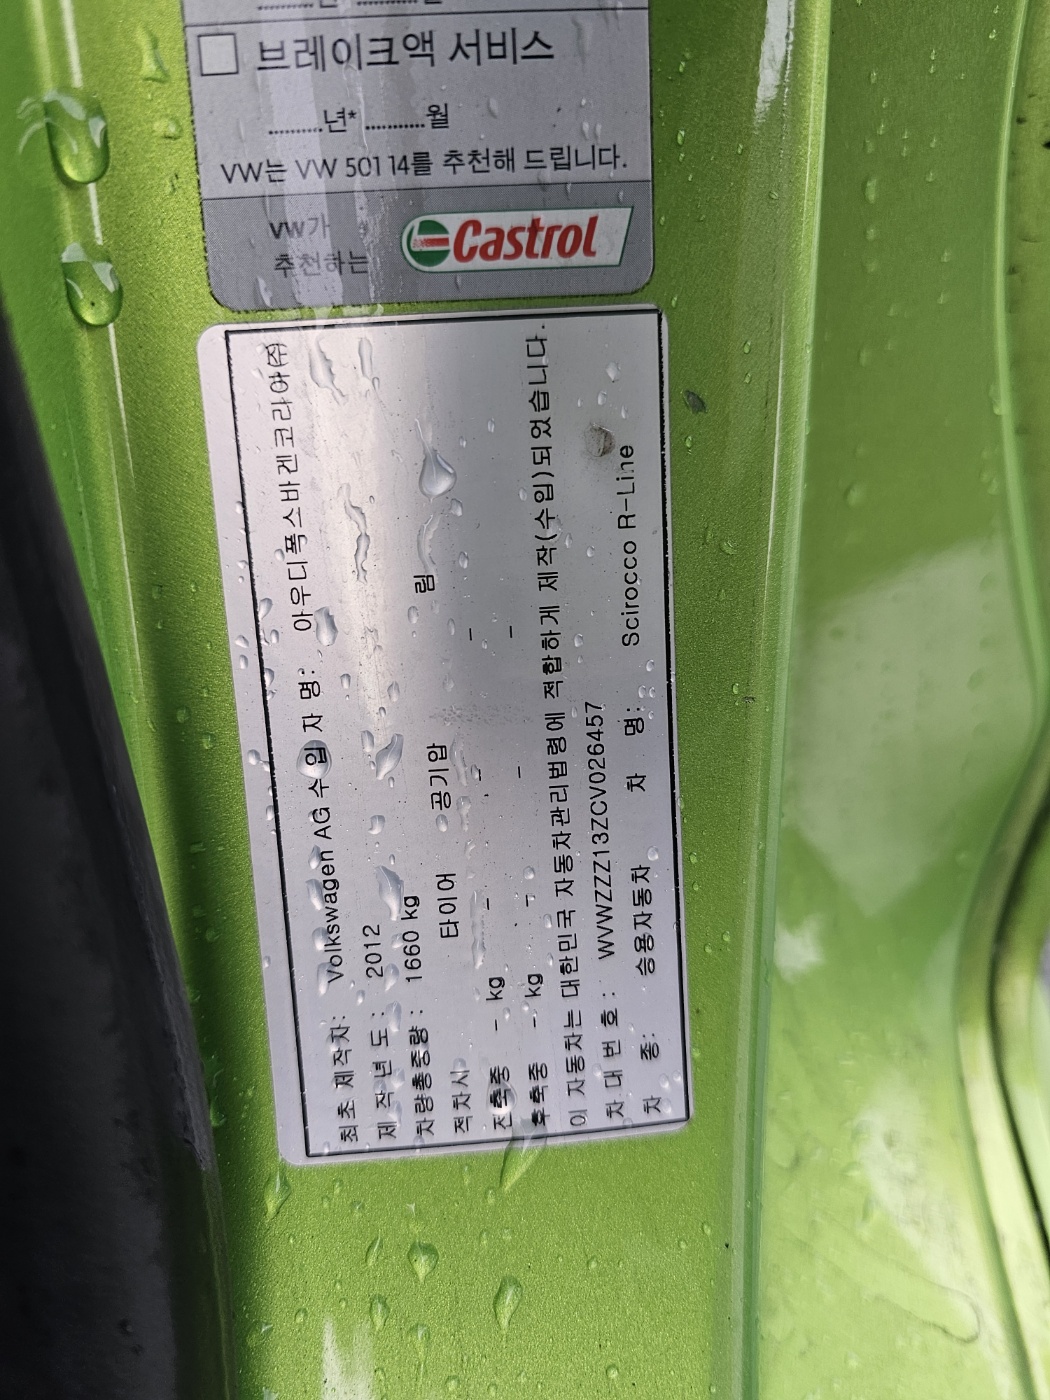 브레이크액 서비스
..........년* ...........월
VW는 VW 501 14를 추천해 드립니다.
VW가
추천하는
Castrol
최초 제작자: Volkswagen AG 수입 자 명: 아우디폭스바겐코리아㈜
제 작 년 도 : 2012
차량총중량 : 1660 kg
적차시 타이어 공기압 림
전축중 - kg - - -
후축중 - kg - - -
이 자동차는 대한민국 자동차관리법령에 적합하게 제작(수입)되었습니다.
차 대 번 호 : WVWZZZ13ZCV026457
차 종: 승용자동차 차 명: Scirocco R-Line